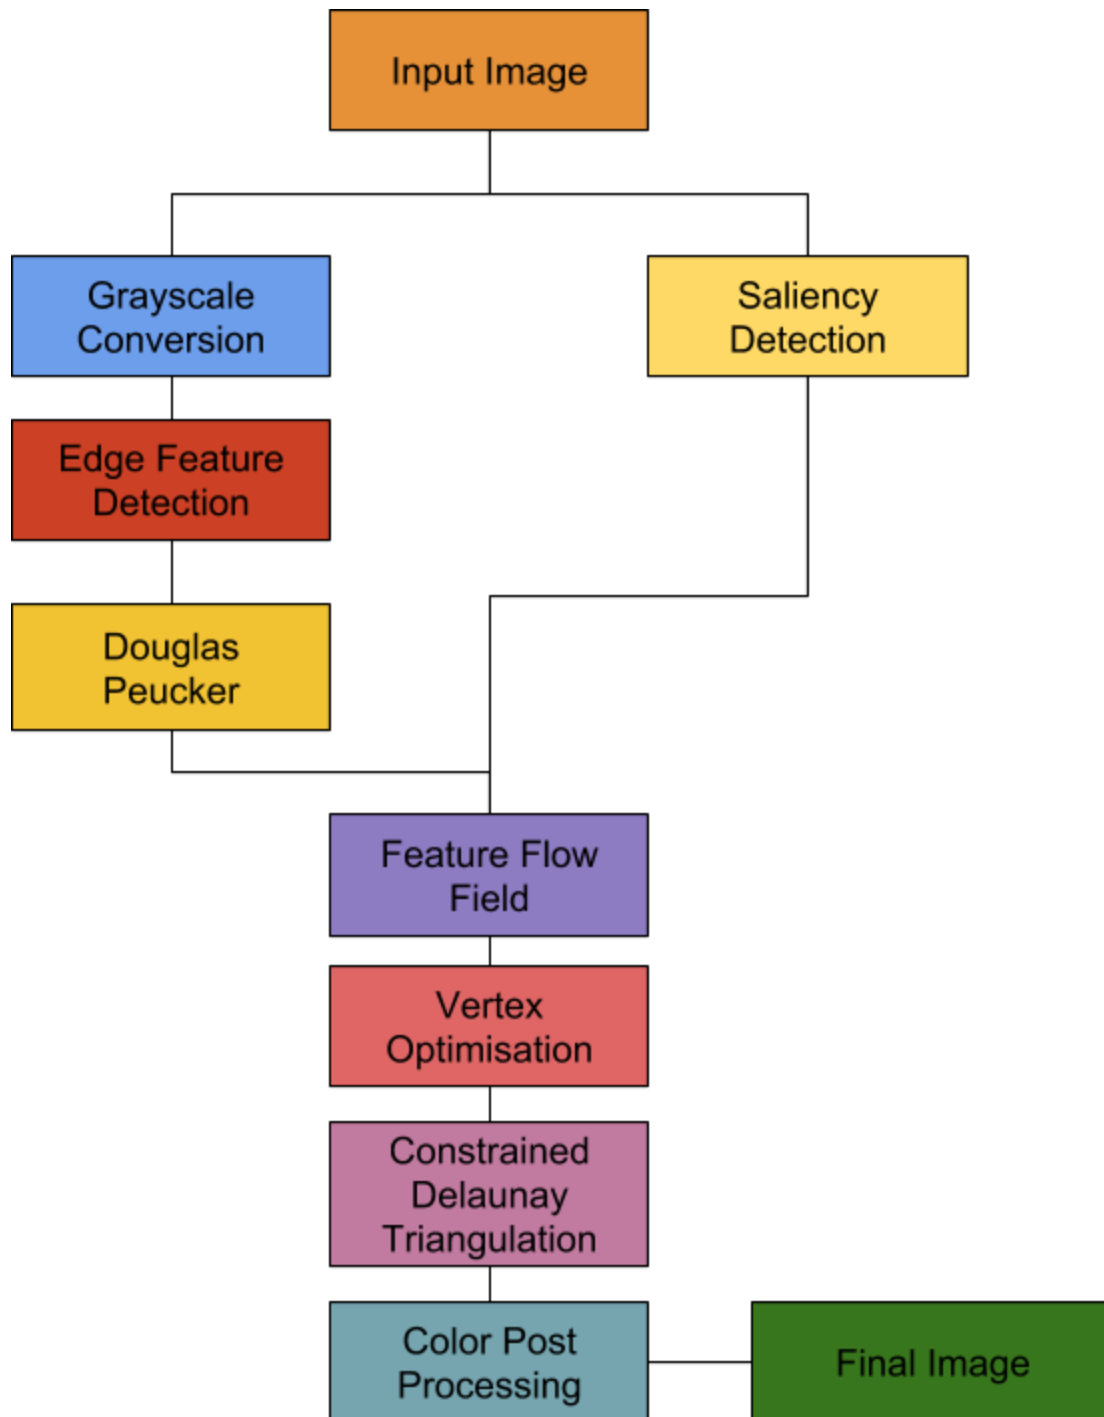 Input Image
Grayscale
Conversion
Saliency
Detection
Edge Feature
Detection
Douglas
Peucker
Feature Flow
Field
Vertex
Optimisation
Constrained
Delaunay
Triangulation
Color Post
Processing
Final Image